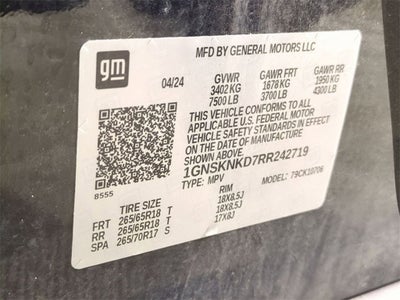 gm
MFD BY GENERAL MOTORS LLC
04/24 GVWR GAWR FRT GAWR RR
3402 KG 1678 KG 1950 KG
7500 LB 3700 LB 4300 LB
THIS VEHICLE CONFORMS TO ALL
APPLICABLE U.S. FEDERAL MOTOR
VEHICLE SAFETY STANDARDS IN EFFECT
ON THE DATE OF MANUFACTURE
SHOWN ABOVE.
1GNSKNKD7RR242719
TYPE: MPV MODEL: 79CK10706
8555
TIRE SIZE RIM
FRT 265/65R18 T 18X8.5J
RR 265/65R18 T 18X8.5J
SPA 265/70R17 S 17X8J